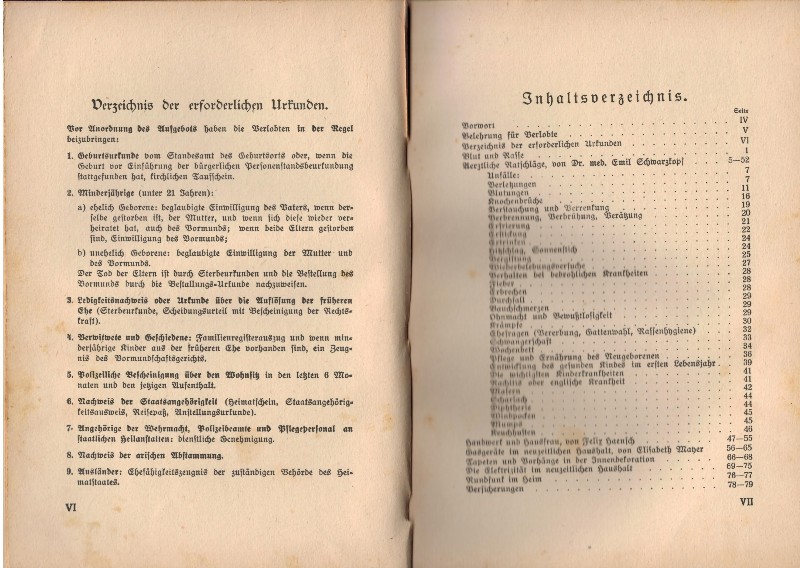 Verzeichnis der erforderlichen Urkunden.
Vor Anordnung des Aufgebots haben die Verlobten in der Regel
beizubringen:
1. Geburtsurkunde vom Standesamt des Geburtsorts oder, wenn die
Geburt vor Einführung der bürgerlichen Personenstandsbeurkundung
stattgefunden hat, kirchlichen Taufschein.
2. Minderjährige (unter 21 Jahren):
a) ehelich Geborene: beglaubigte Einwilligung des Vaters, wenn der-
selbe gestorben ist, der Mutter, und wenn sich diese wieder ver-
heiratet hat, auch des Vormunds; wenn beide Eltern gestorben
sind, Einwilligung des Vormunds;
b) unehelich Geborene: beglaubigte Einwilligung der Mutter und
des Vormunds.
Der Tod der Eltern ist durch Sterbeurkunden und die Bestellung des
Vormunds durch die Bestallungs-Urkunde nachzuweisen.
3. Ledigkeitsnachweis oder Urkunde über die Auflösung der früheren
Ehe (Sterbeurkunde, Scheidungsurteil mit Bescheinigung der Rechts-
kraft).
4. Verwitwete und Geschiedene: Familienregisterauszug und wenn min-
derjährige Kinder aus der früheren Ehe vorhanden sind, ein Zeug-
nis des Vormundschaftsgerichts.
5. Polizeiliche Bescheinigung über den Wohnsitz in den letzten 6 Mo-
naten und den jetzigen Aufenthalt.
6. Nachweis der Staatsangehörigkeit (Heimatschein, Staatsangehörig-
keitsausweis, Reisepaß, Anstellungsurkunde).
7. Angehörige der Wehrmacht, Polizeibeamte und Pflegepersonal an
staatlichen Heilanstalten: dienstliche Genehmigung.
8. Nachweis der arischen Abstammung.
9. Ausländer: Ehefähigkeitszeugnis der zuständigen Behörde des Hei-
matstaates.
VI
Inhaltsverzeichnis.
Seite
Vorwort IV
Belehrung für Verlobte V
Verzeichnis der erforderlichen Urkunden VI
Blut und Rasse 1
Aerztliche Ratschläge, von Dr. med. Emil Schwarzkopf 5—52
Unfälle: 7
Verletzungen 7
Blutungen 11
Knochenbrüche 16
Verstauchung und Verrenkung 19
Verbrennung, Verbrühung, Verätzung 20
Erfrierung 21
Erstickung 22
Ertrinken 24
Hitzschlag, Sonnenstich 24
Vergiftung 25
Wiederbelebungsversuche 27
Verhalten bei bedrohlichen Krankheiten 28
Fieber 28
Erbrechen 28
Durchfall 29
Bauchschmerzen 29
Ohnmacht und Bewußtlosigkeit 29
Krämpfe 30
Ehefragen (Vererbung, Gattenwahl, Rassenhygiene) 32
Schwangerschaft 33
Wochenbett 34
Pflege und Ernährung des Neugeborenen 36
Entwicklung des gesunden Kindes im ersten Lebensjahr 39
Die wichtigsten Kinderkrankheiten 41
Rachitis oder englische Krankheit 41
Masern 42
Scharlach 44
Diphtherie 44
Windpocken 45
Mumps 45
Keuchhusten 46
Handwerk und Hausfrau, von Felix Haensch 47—55
Gasgeräte im neuzeitlichen Haushalt, von Elisabeth Mayer 56—65
Tapeten und Vorhänge in der Innendekoration 66—68
Die Elektrizität im neuzeitlichen Haushalt 69—75
Rundfunk im Heim 76—77
Versicherungen 78—79
VII